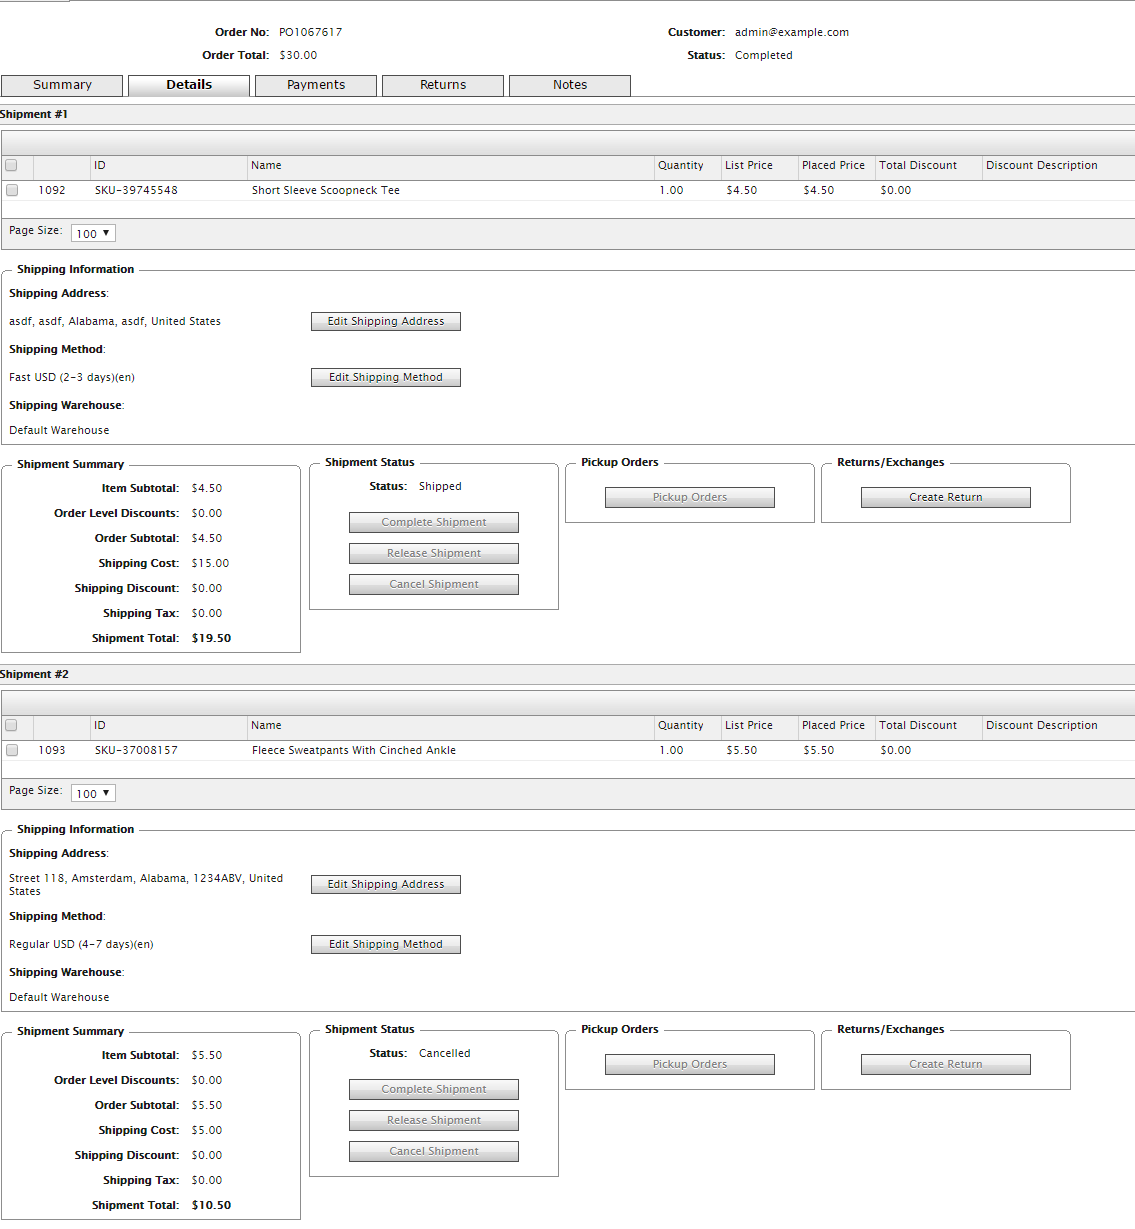 Order No: PO1067617 Customer: admin@example.com
Order Total: $30.00 Status: Completed
Summary Details Payments Returns Notes
Shipment #1
ID Name Quantity List Price Placed Price Total Discount Discount Description
1092 SKU-39745548 Short Sleeve Scoopneck Tee 1.00 $4.50 $4.50 $0.00
Page Size: 100
Shipping Information
Shipping Address:
asdf, asdf, Alabama, asdf, United States Edit Shipping Address
Shipping Method:
Fast USD (2-3 days)(en) Edit Shipping Method
Shipping Warehouse:
Default Warehouse
Shipment Summary
Item Subtotal: $4.50
Order Level Discounts: $0.00
Order Subtotal: $4.50
Shipping Cost: $15.00
Shipping Discount: $0.00
Shipping Tax: $0.00
Shipment Total: $19.50
Shipment Status
Status: Shipped
Complete Shipment
Release Shipment
Cancel Shipment
Pickup Orders
Pickup Orders
Returns/Exchanges
Create Return
Shipment #2
ID Name Quantity List Price Placed Price Total Discount Discount Description
1093 SKU-37008157 Fleece Sweatpants With Cinched Ankle 1.00 $5.50 $5.50 $0.00
Page Size: 100
Shipping Information
Shipping Address:
Street 118, Amsterdam, Alabama, 1234ABV, United
States
Edit Shipping Address
Shipping Method:
Regular USD (4-7 days)(en) Edit Shipping Method
Shipping Warehouse:
Default Warehouse
Shipment Summary
Item Subtotal: $5.50
Order Level Discounts: $0.00
Order Subtotal: $5.50
Shipping Cost: $5.00
Shipping Discount: $0.00
Shipping Tax: $0.00
Shipment Total: $10.50
Shipment Status
Status: Cancelled
Complete Shipment
Release Shipment
Cancel Shipment
Pickup Orders
Pickup Orders
Returns/Exchanges
Create Return